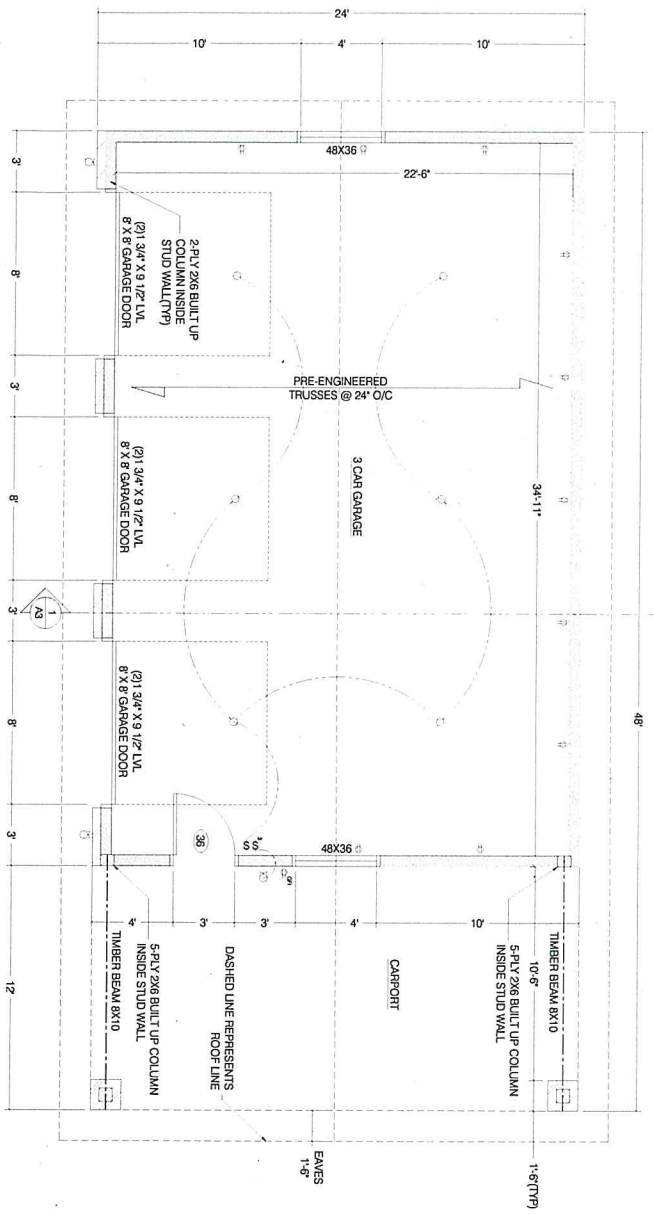 24'
10'
4'
10'
48X36
22'-6"
3'
8'
3'
8'
3'
8'
3'
12'
2-PLY 2X6 BUILT UP
COLUMN INSIDE
STUD WALL(TYP)
(2)1 3/4" X 9 1/2" LVL
8' X 8' GARAGE DOOR
PRE-ENGINEERED
TRUSSES @ 24" O/C
(2)1 3/4" X 9 1/2" LVL
8' X 8' GARAGE DOOR
3 CAR GARAGE
34'-11"
48'
1
A3
(2)1 3/4" X 9 1/2" LVL
8' X 8' GARAGE DOOR
36
S S³
48X36
GFI
4'
3'
3'
4'
10'
TIMBER BEAM 8X10
5-PLY 2X6 BUILT UP COLUMN
INSIDE STUD WALL
DASHED LINE REPRESENTS
ROOF LINE
CARPORT
5-PLY 2X6 BUILT UP COLUMN
INSIDE STUD WALL
10'-6"
TIMBER BEAM 8X10
EAVES
1'-6"
1'-6"(TYP)